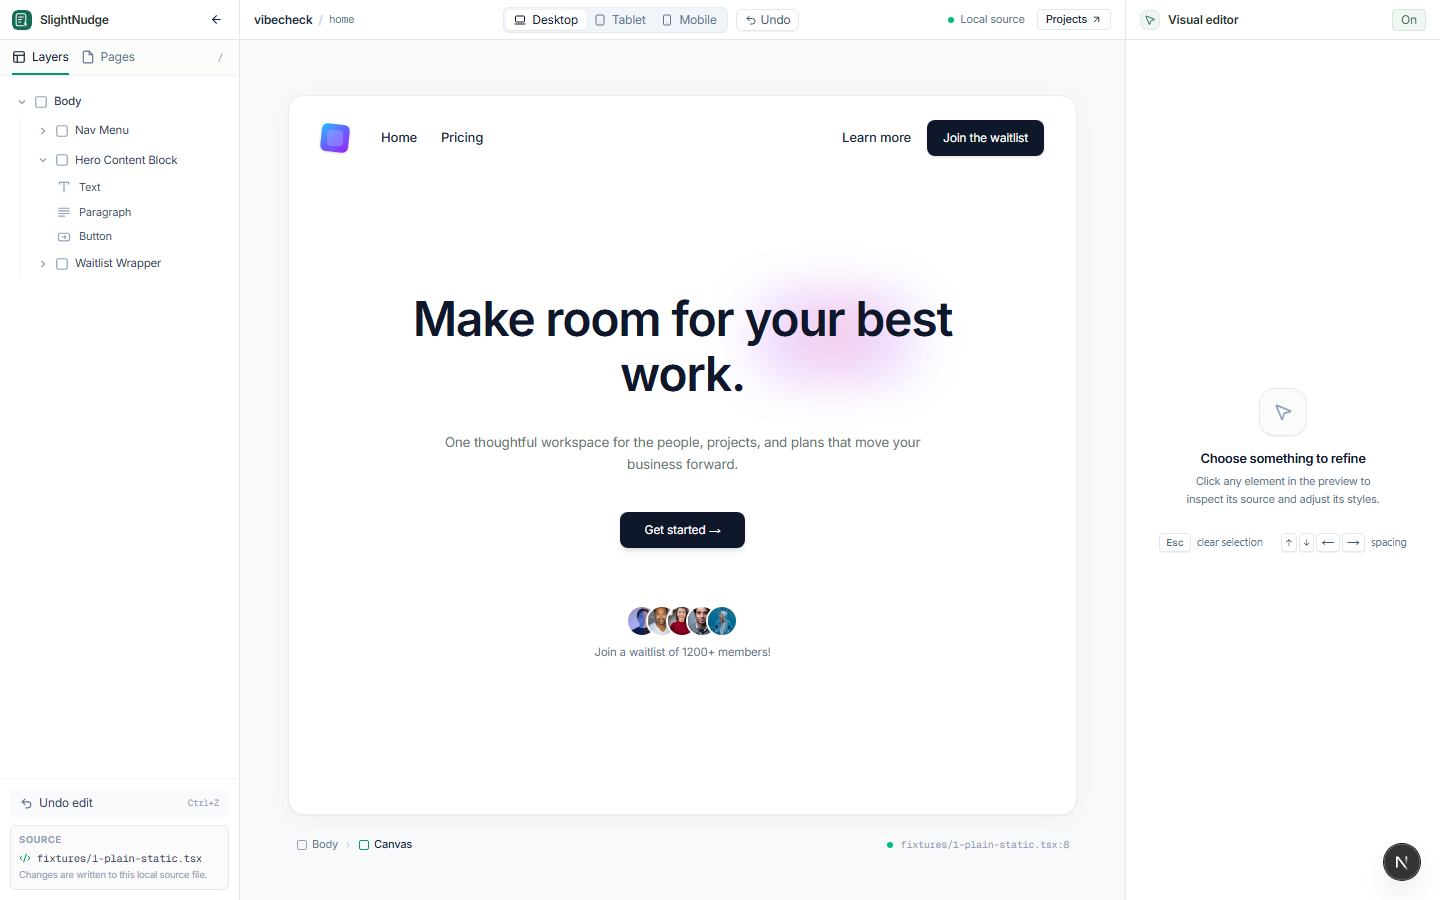 SlightNudge
vibecheck / home
Desktop Tablet Mobile Undo
Local source Projects ↗
Visual editor
On
Layers Pages /
Body
Nav Menu
Hero Content Block
Text
Paragraph
Button
Waitlist Wrapper
Home Pricing Learn more Join the waitlist
Make room for your best
work.
One thoughtful workspace for the people, projects, and plans that move your
business forward.
Get started →
Join a waitlist of 1200+ members!
Choose something to refine
Click any element in the preview to
inspect its source and adjust its styles.
Esc clear selection ↑ ↓ ← → spacing
Undo edit Ctrl+Z
SOURCE
</> fixtures/1-plain-static.tsx
Changes are written to this local source file.
Body › Canvas
fixtures/1-plain-static.tsx:8
N